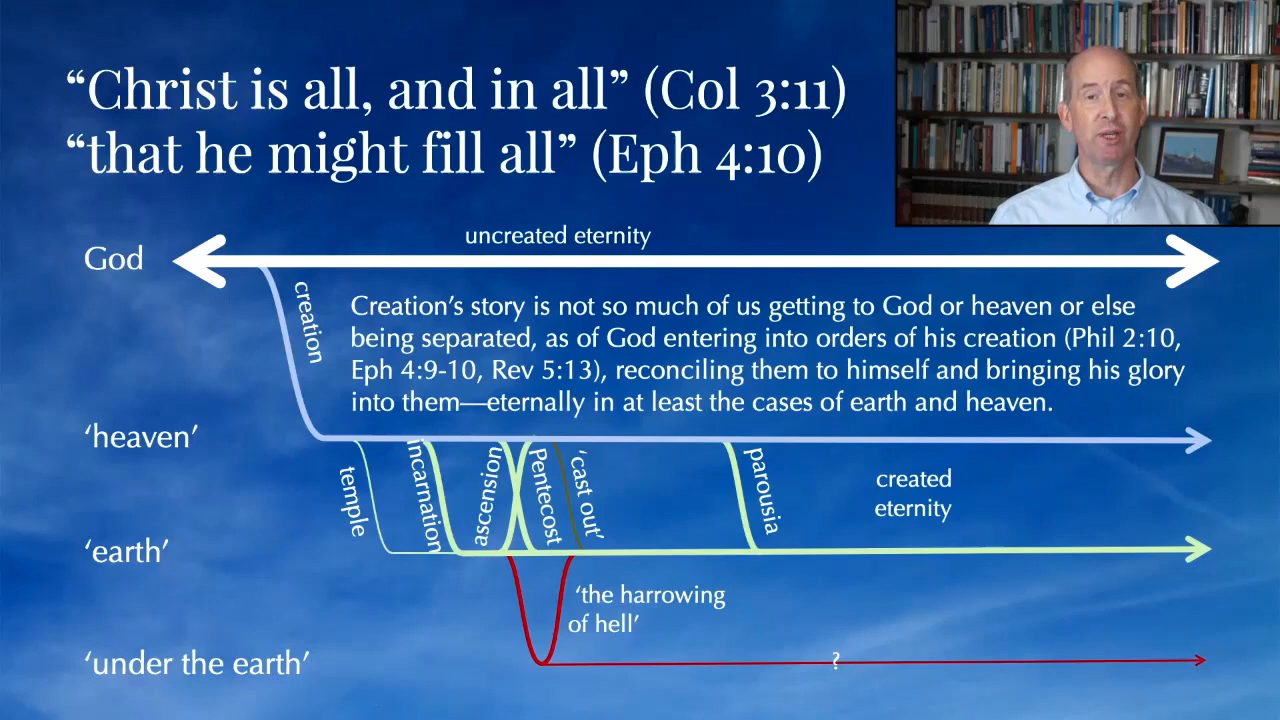 “Christ is all, and in all” (Col 3:11)
“that he might fill all” (Eph 4:10)
uncreated eternity
God
creation
Creation’s story is not so much of us getting to God or heaven or else
being separated, as of God entering into orders of his creation (Phil 2:10,
Eph 4:9-10, Rev 5:13), reconciling them to himself and bringing his glory
into them—eternally in at least the cases of earth and heaven.
‘heaven’
temple
incarnation
ascension
Pentecost
‘cast out’
parousia
created
eternity
‘earth’
‘the harrowing
of hell’
‘under the earth’
?